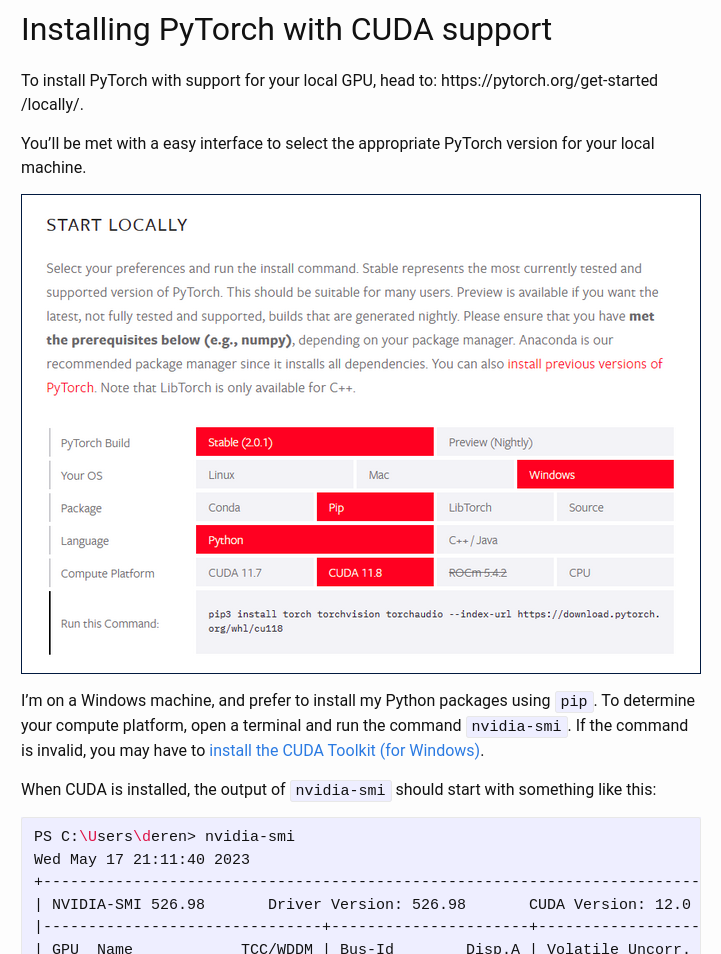 Installing PyTorch with CUDA support
To install PyTorch with support for your local GPU, head to: https://pytorch.org/get-started
/locally/.
You’ll be met with a easy interface to select the appropriate PyTorch version for your local
machine.
START LOCALLY
Select your preferences and run the install command. Stable represents the most currently tested and
supported version of PyTorch. This should be suitable for many users. Preview is available if you want the
latest, not fully tested and supported, builds that are generated nightly. Please ensure that you have met
the prerequisites below (e.g., numpy), depending on your package manager. Anaconda is our
recommended package manager since it installs all dependencies. You can also install previous versions of
PyTorch. Note that LibTorch is only available for C++.
PyTorch Build Stable (2.0.1) Preview (Nightly)
Your OS Linux Mac Windows
Package Conda Pip LibTorch Source
Language Python C++ / Java
Compute Platform CUDA 11.7 CUDA 11.8 ROCm 5.4.2 CPU
Run this Command: pip3 install torch torchvision torchaudio --index-url https://download.pytorch.
org/whl/cu118
I’m on a Windows machine, and prefer to install my Python packages using pip. To determine
your compute platform, open a terminal and run the command nvidia-smi. If the command
is invalid, you may have to install the CUDA Toolkit (for Windows).
When CUDA is installed, the output of nvidia-smi should start with something like this:
PS C:\Users\deren> nvidia-smi
Wed May 17 21:11:40 2023
+-------------------------------------------------------------------------
| NVIDIA-SMI 526.98       Driver Version: 526.98       CUDA Version: 12.0
|-------------------------------+----------------------+------------------
| GPU  Name            TCC/WDDM | Bus-Id        Disp.A | Volatile Uncorr.